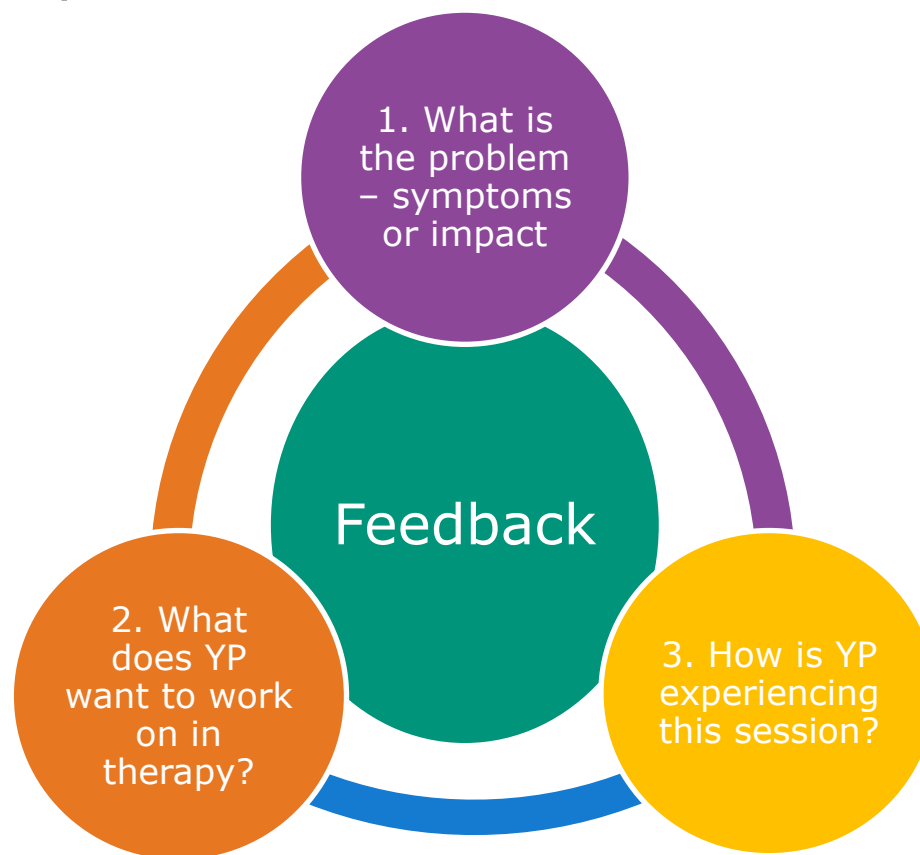 1. What is
the problem
– symptoms
or impact
Feedback
2. What
does YP
want to work
on in
therapy?
3. How is YP
experiencing
this session?